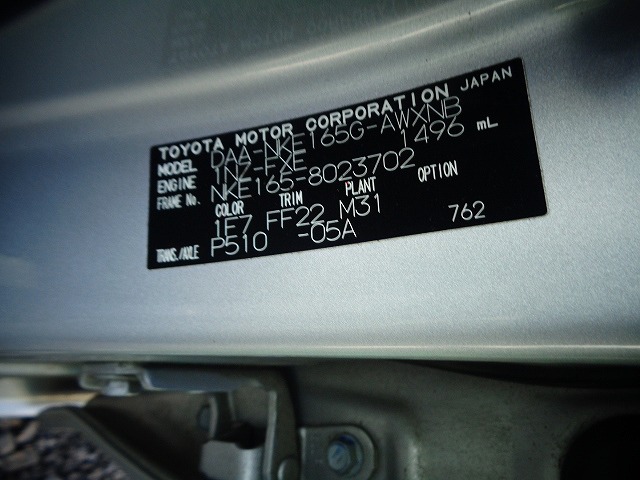 TOYOTA MOTOR CORPORATION JAPAN
MODEL DAA-NKE165G-AWXNB
ENGINE 1NZ-FXE 1496 mL
FRAME No. NKE165-8023702
COLOR TRIM PLANT OPTION
1E7 FF22 M31
TRANS./AXLE P510 -05A 762